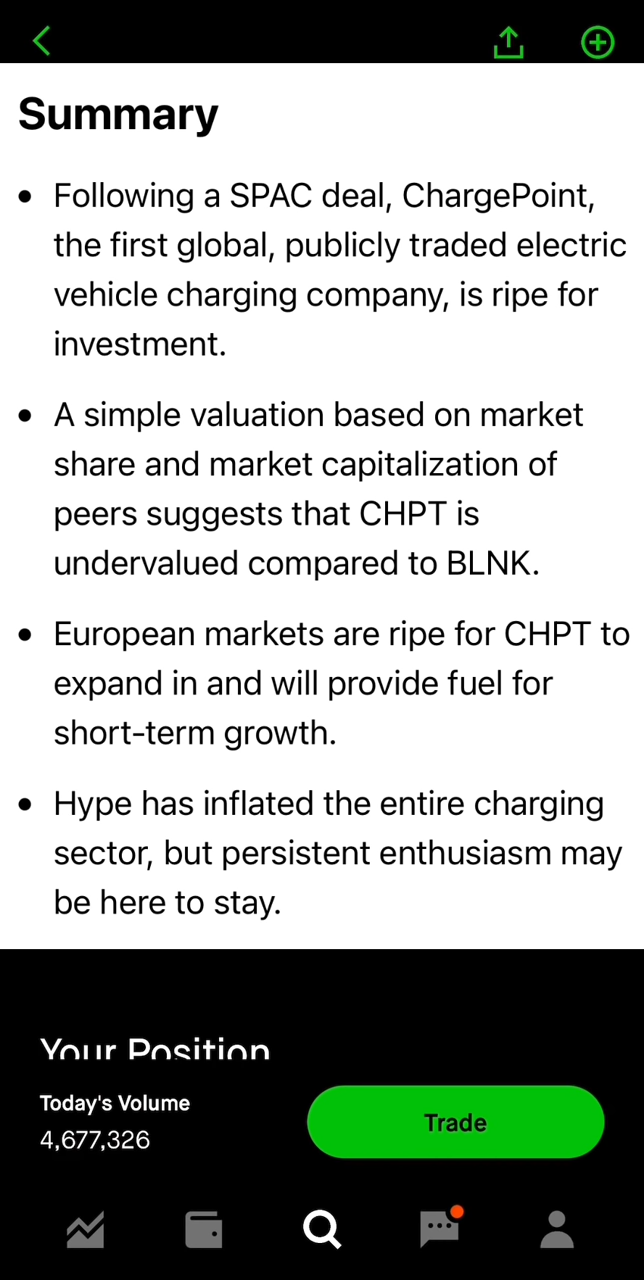 Summary
• Following a SPAC deal, ChargePoint,
the first global, publicly traded electric
vehicle charging company, is ripe for
investment.
• A simple valuation based on market
share and market capitalization of
peers suggests that CHPT is
undervalued compared to BLNK.
• European markets are ripe for CHPT to
expand in and will provide fuel for
short-term growth.
• Hype has inflated the entire charging
sector, but persistent enthusiasm may
be here to stay.
Your Position
Today's Volume
4,677,326
Trade